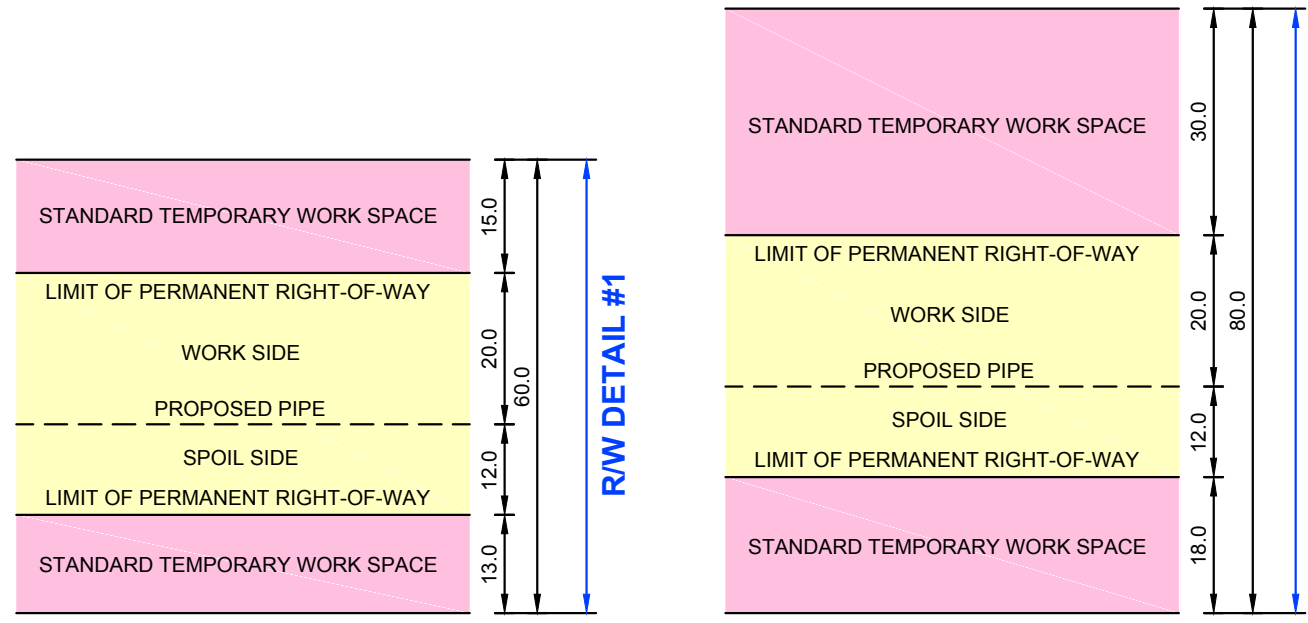 STANDARD TEMPORARY WORK SPACE
15.0
LIMIT OF PERMANENT RIGHT-OF-WAY
WORK SIDE
20.0
60.0
PROPOSED PIPE
SPOIL SIDE
12.0
LIMIT OF PERMANENT RIGHT-OF-WAY
STANDARD TEMPORARY WORK SPACE
13.0
R/W DETAIL #1
STANDARD TEMPORARY WORK SPACE
30.0
LIMIT OF PERMANENT RIGHT-OF-WAY
WORK SIDE
20.0
80.0
PROPOSED PIPE
SPOIL SIDE
12.0
LIMIT OF PERMANENT RIGHT-OF-WAY
STANDARD TEMPORARY WORK SPACE
18.0